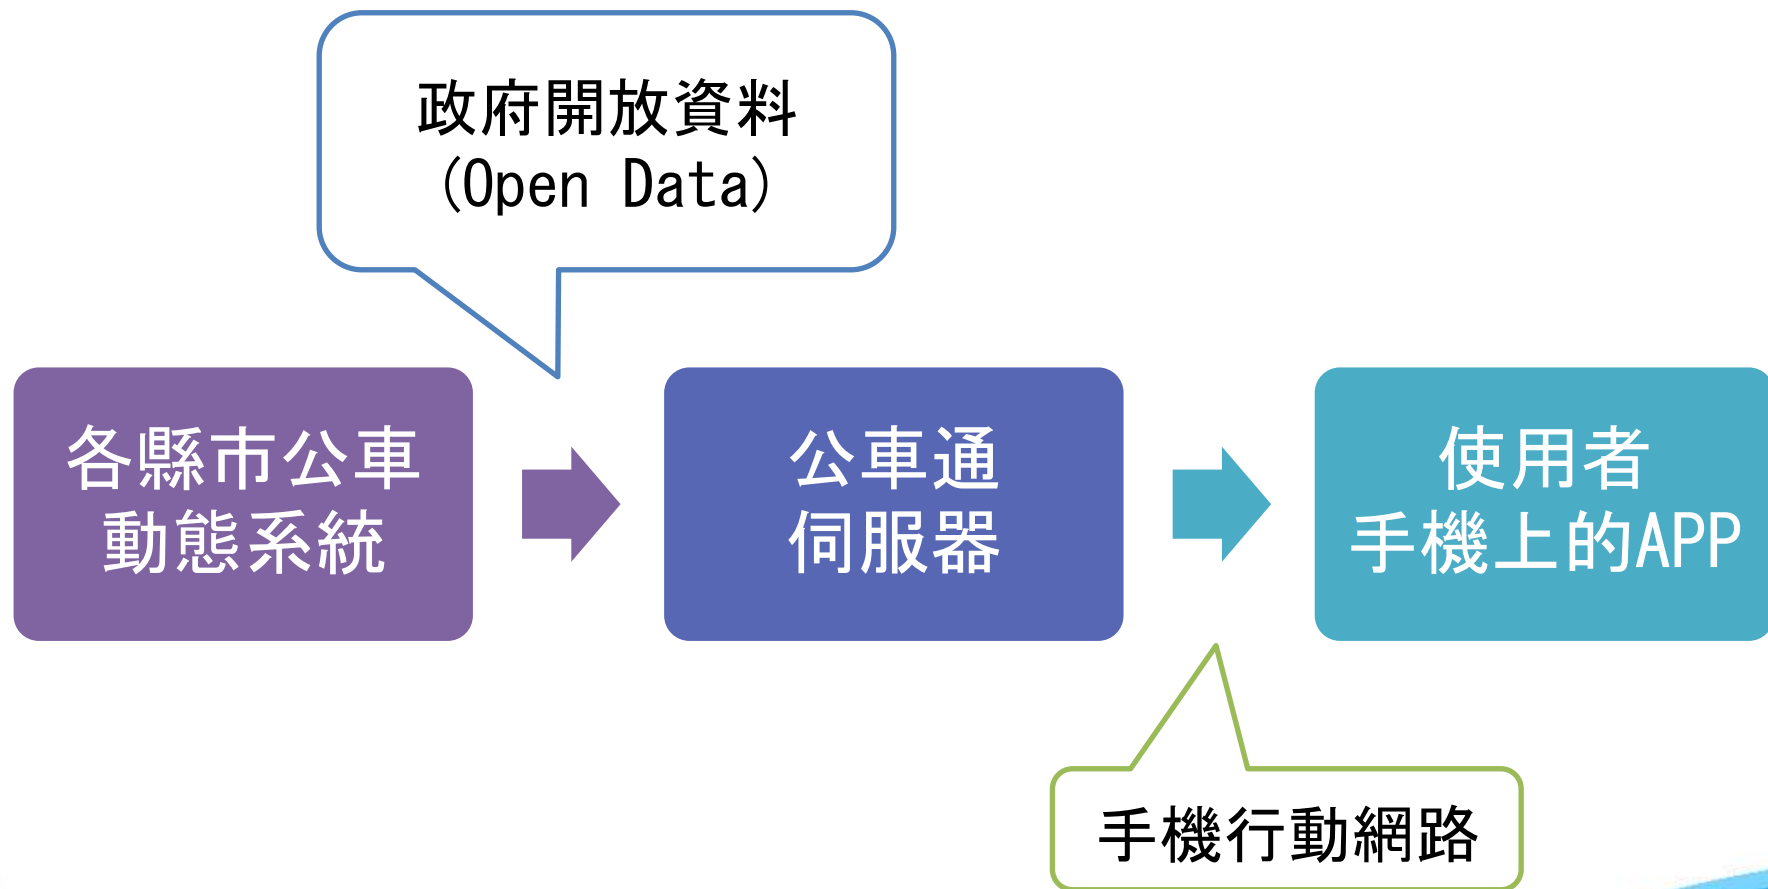 政府開放資料
(Open Data)
各縣市公車
動態系統
公車通
伺服器
使用者
手機上的APP
手機行動網路